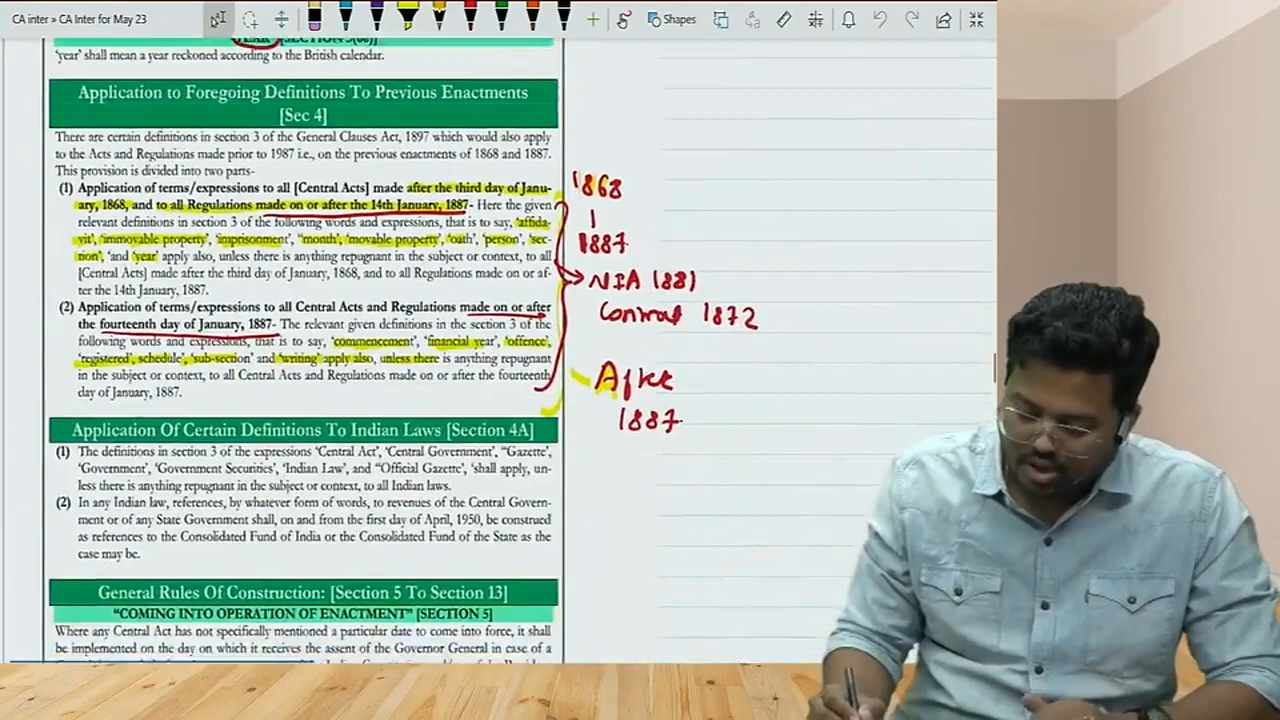 CA inter » CA Inter for May 23
Shapes
YEAR
'year' shall mean a year reckoned according to the British calendar.
Application to Foregoing Definitions To Previous Enactments
[Sec 4]
There are certain definitions in section 3 of the General Clauses Act, 1897 which would also apply
to the Acts and Regulations made prior to 1987 i.e., on the previous enactments of 1868 and 1887.
This provision is divided into two parts-
(1) Application of terms/expressions to all [Central Acts] made after the third day of Janu-
ary, 1868, and to all Regulations made on or after the 14th January, 1887- Here the given
relevant definitions in section 3 of the following words and expressions, that is to say, 'affida-
vit', 'immovable property', 'imprisonment', "month', 'movable property', 'oath', 'person', 'sec-
tion', 'and 'year' apply also, unless there is anything repugnant in the subject or context, to all
[Central Acts] made after the third day of January, 1868, and to all Regulations made on or af-
ter the 14th January, 1887.
(2) Application of terms/expressions to all Central Acts and Regulations made on or after
the fourteenth day of January, 1887- The relevant given definitions in the section 3 of the
following words and expressions, that is to say, 'commencement', 'financial year', 'offence',
'registered', schedule', 'sub-section' and 'writing' apply also, unless there is anything repugnant
in the subject or context, to all Central Acts and Regulations made on or after the fourteenth
day of January, 1887.
1868
1887
NIA 1881
Contract 1872
After
1887
Application Of Certain Definitions To Indian Laws [Section 4A]
(1) The definitions in section 3 of the expressions 'Central Act', 'Central Government', "Gazette',
'Government', 'Government Securities', 'Indian Law', and "Official Gazette', 'shall apply, un-
less there is anything repugnant in the subject or context, to all Indian laws.
(2) In any Indian law, references, by whatever form of words, to revenues of the Central Govern-
ment or of any State Government shall, on and from the first day of April, 1950, be construed
as references to the Consolidated Fund of India or the Consolidated Fund of the State as the
case may be.
General Rules Of Construction: [Section 5 To Section 13]
"COMING INTO OPERATION OF ENACTMENT" [SECTION 5]
Where any Central Act has not specifically mentioned a particular date to come into force, it shall
be implemented on the day on which it receives the assent of the Governor General in case of a